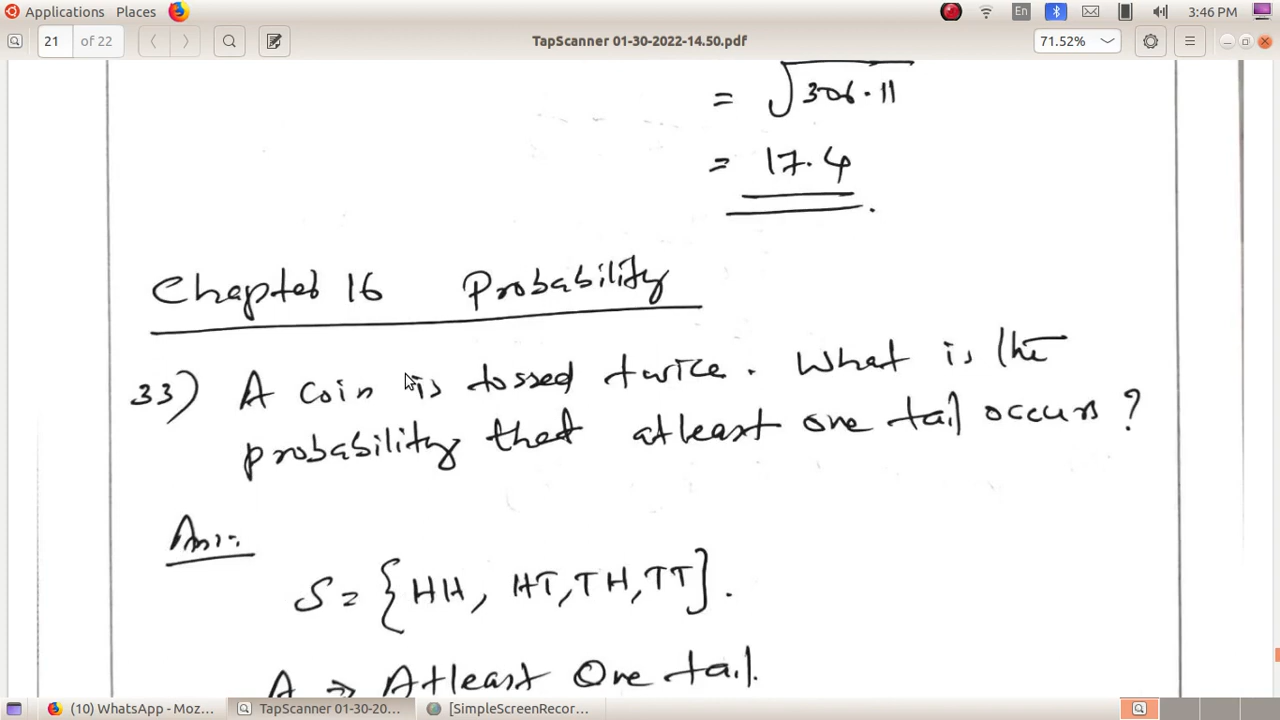 Applications Places En 3:46 PM
21 of 22 TapScanner 01-30-2022-14.50.pdf 71.52%
= √306.11
= 17.4.
Chapter 16 Probability
33) A coin is tossed twice. What is the
probability that atleast one tail occurs?
Ans:-
S = {HH, HT, TH, TT}.
A → Atleast One tail.
(10) WhatsApp - Moz... TapScanner 01-30-20... [SimpleScreenRecor...